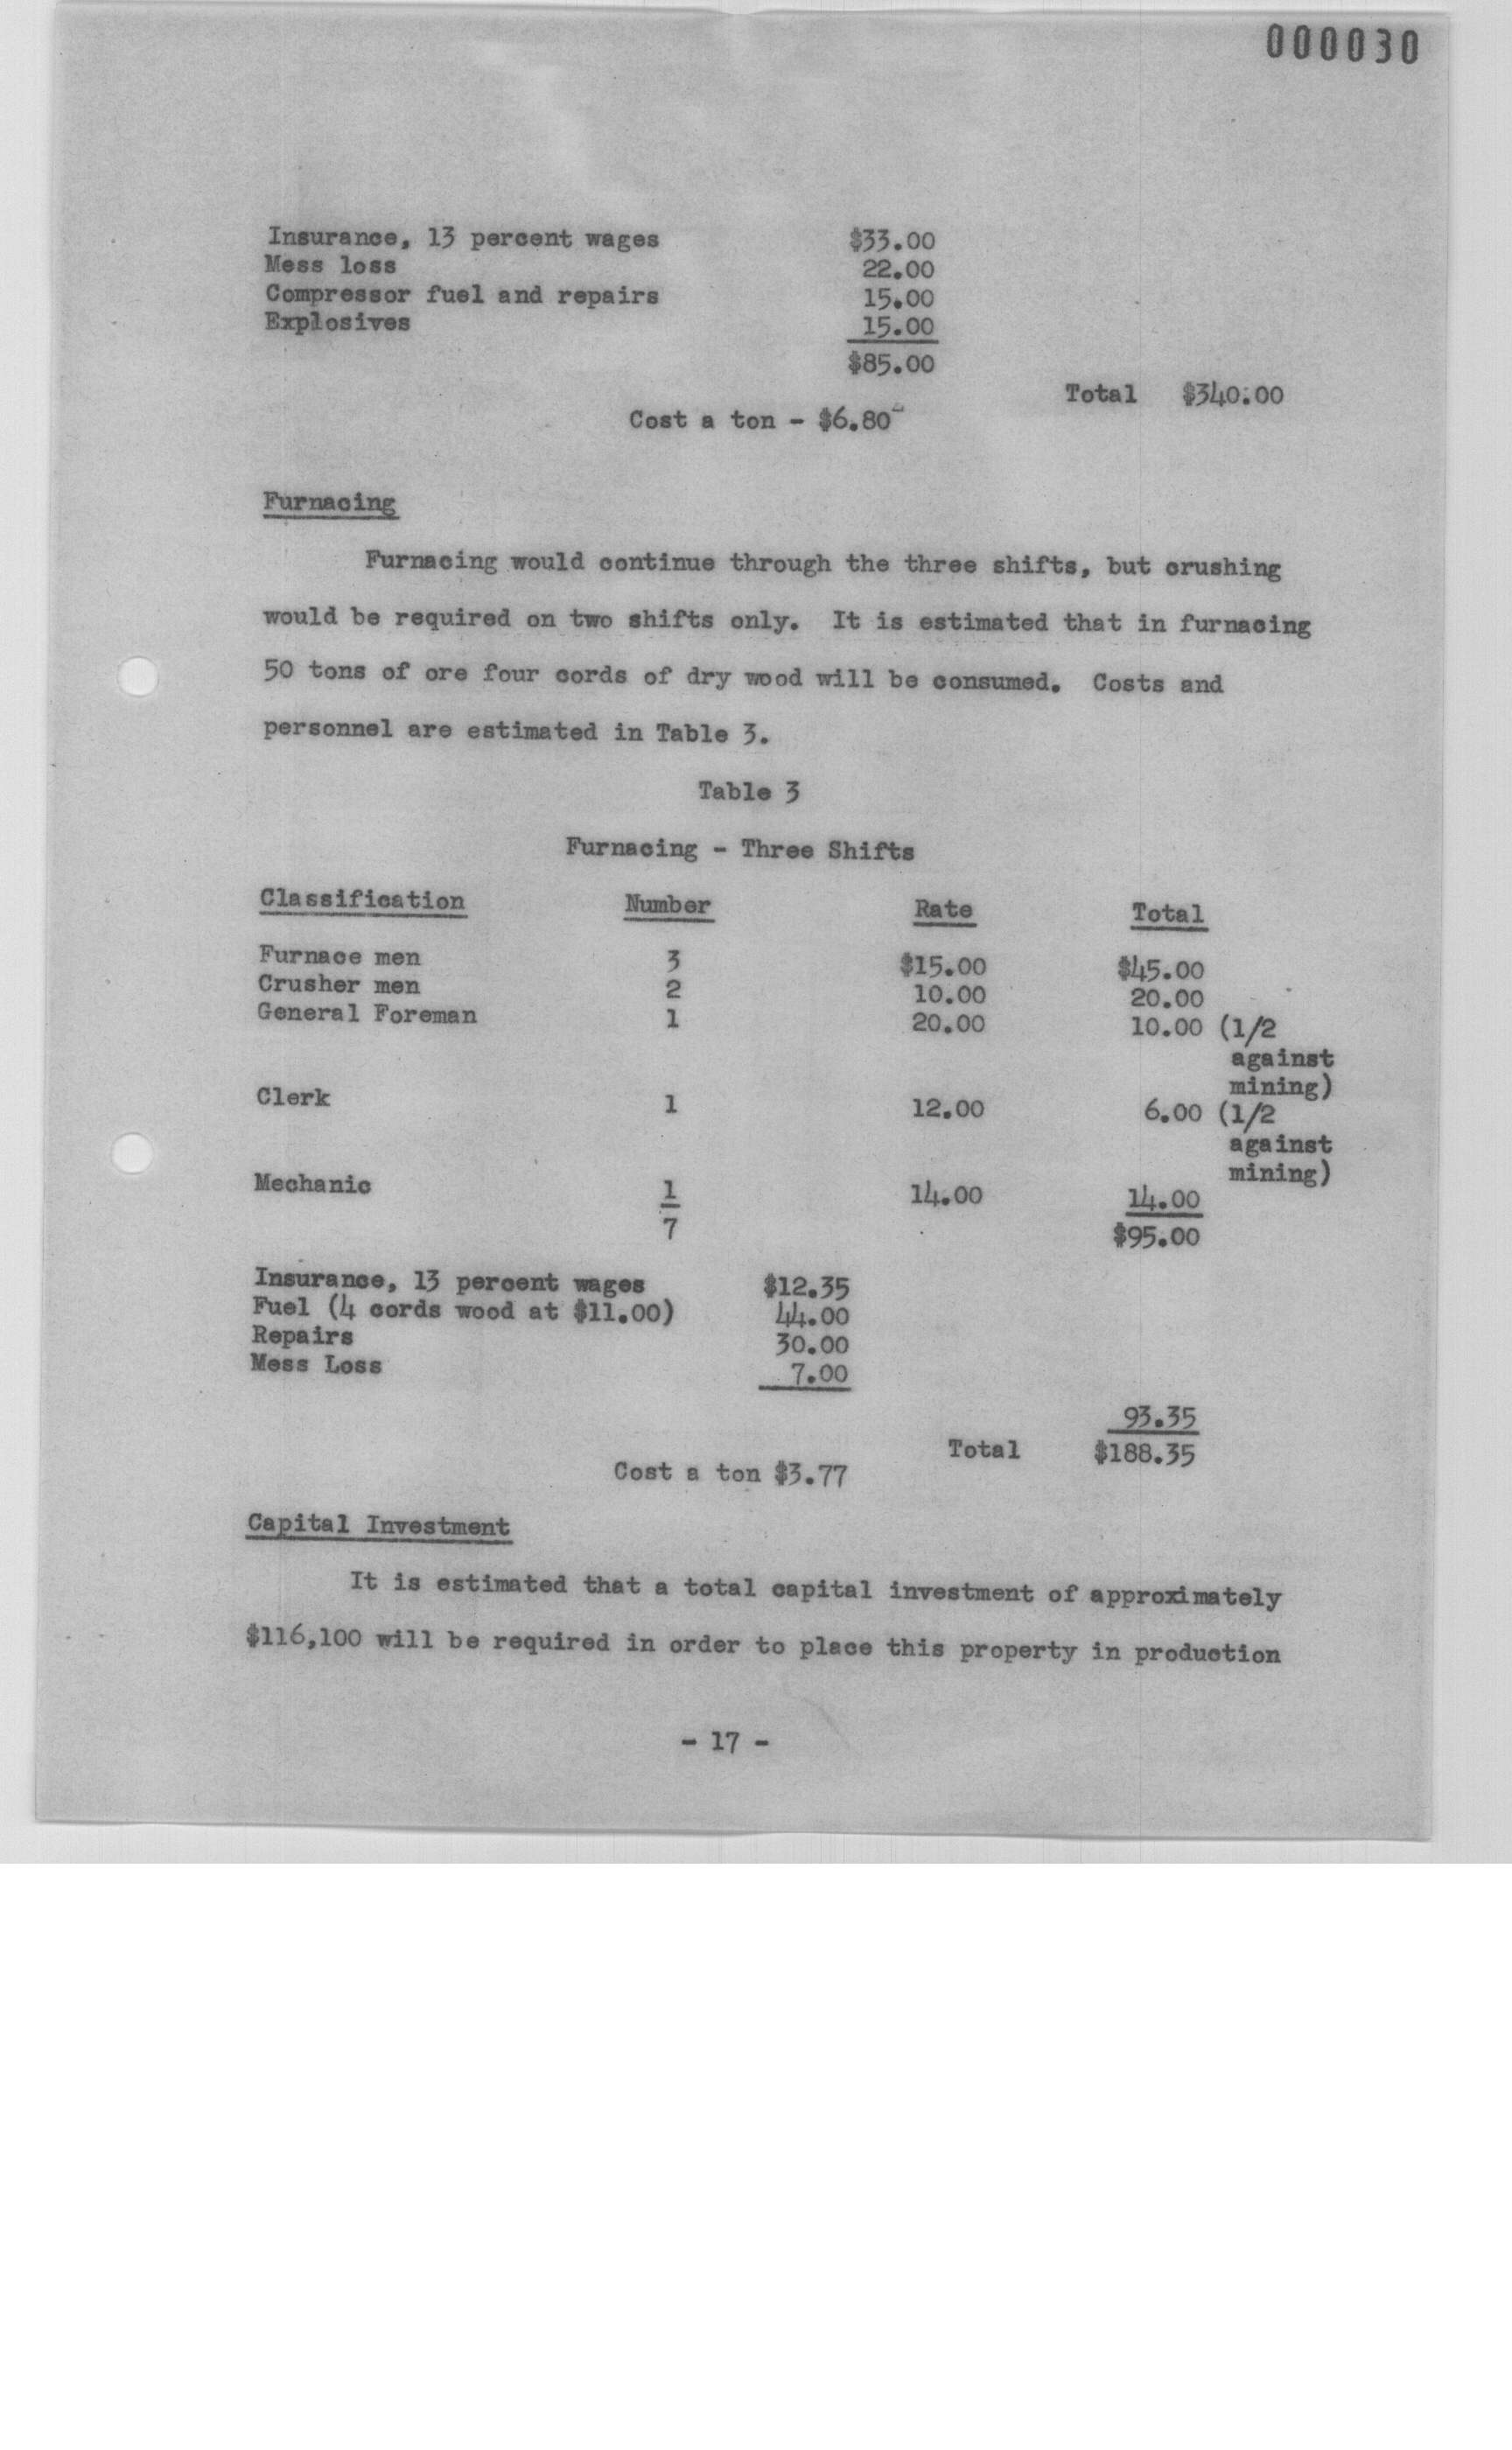 000030
Insurance, 13 percent wages $33.00
Mess loss 22.00
Compressor fuel and repairs 15.00
Explosives 15.00
$85.00
Total $340.00
Cost a ton - $6.80
Furnacing
Furnacing would continue through the three shifts, but crushing
would be required on two shifts only. It is estimated that in furnacing
50 tons of ore four cords of dry wood will be consumed. Costs and
personnel are estimated in Table 3.
Table 3
Furnacing - Three Shifts
Classification Number Rate Total
Furnace men 3 $15.00 $45.00
Crusher men 2 10.00 20.00
General Foreman 1 20.00 10.00 (1/2
against
mining)
Clerk 1 12.00 6.00 (1/2
against
mining)
Mechanic 1 14.00 14.00
7 $95.00
Insurance, 13 percent wages $12.35
Fuel (4 cords wood at $11.00) 44.00
Repairs 30.00
Mess Loss 7.00
93.35
Total $188.35
Cost a ton $3.77
Capital Investment
It is estimated that a total capital investment of approximately
$116,100 will be required in order to place this property in production
- 17 -